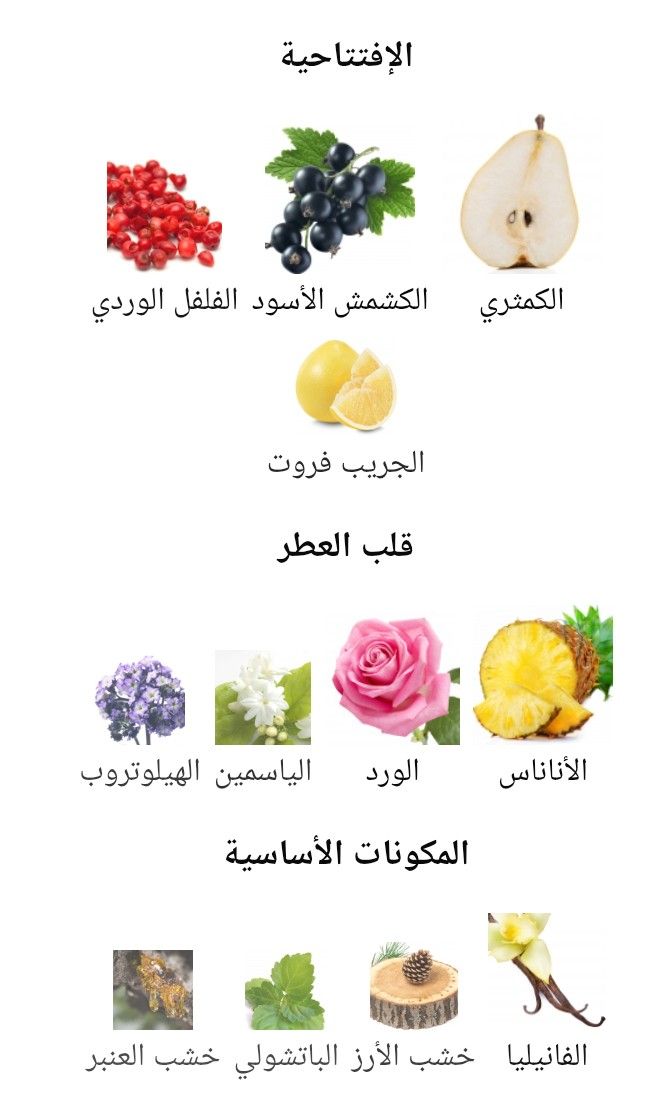 الإفتتاحية
الكمثري الكشمش الأسود الفلفل الوردي
الجريب فروت
قلب العطر
الأناناس الورد الياسمين الهيلوتروب
المكونات الأساسية
الفانيليا خشب الأرز الباتشولي خشب العنبر